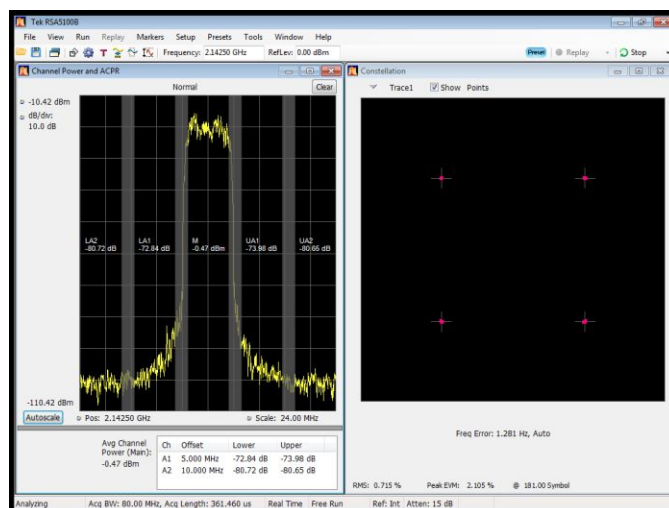 Tek RSA5100B
File View Run Replay Markers Setup Presets Tools Window Help
Frequency: 2.14250 GHz RefLev: 0.00 dBm Preset Replay Stop
Channel Power and ACPR
Normal Clear
-10.42 dBm
dB/div:
10.0 dB
LA2 LA1 M UA1 UA2
-80.72 dB -72.84 dB -0.47 dBm -73.98 dB -80.65 dB
-110.42 dBm
Autoscale Pos: 2.14250 GHz Scale: 24.00 MHz
Avg Channel
Power (Main):
-0.47 dBm
Ch Offset Lower Upper
A1 5.000 MHz -72.84 dB -73.98 dB
A2 10.000 MHz -80.72 dB -80.65 dB
Constellation
Trace1 Show Points
Freq Error: 1.281 Hz, Auto
RMS: 0.715 % Peak EVM: 2.105 % @ 181.00 Symbol
Analyzing Acq BW: 80.00 MHz, Acq Length: 361.460 us Real Time Free Run Ref: Int Atten: 15 dB